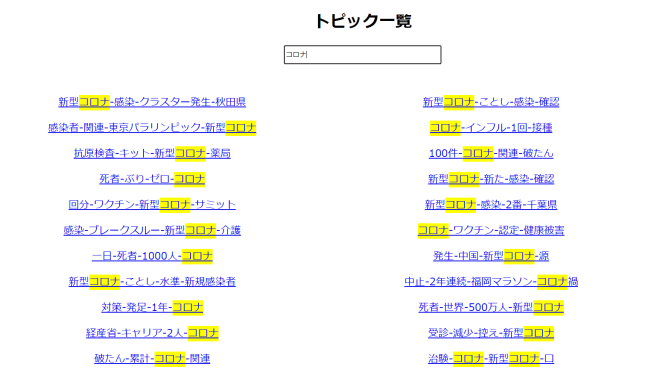 トピック一覧
コロナ
新型コロナ-感染-クラスター発生-秋田県
新型コロナ-ことし-感染-確認
感染者-関連-東京パラリンピック-新型コロナ
コロナ-インフル-1回-接種
抗原検査-キット-新型コロナ-薬局
100件-コロナ-関連-破たん
死者-ぶり-ゼロ-コロナ
新型コロナ-新た-感染-確認
回分-ワクチン-新型コロナ-サミット
新型コロナ-感染-2番-千葉県
感染-ブレークスルー-新型コロナ-介護
コロナ-ワクチン-認定-健康被害
一日-死者-1000人-コロナ
発生-中国-新型コロナ-源
新型コロナ-ことし-水準-新規感染者
中止-2年連続-福岡マラソン-コロナ禍
対策-発足-1年-コロナ
死者-世界-500万人-新型コロナ
経産省-キャリア-2人-コロナ
受診-減少-控え-新型コロナ
破たん-累計-コロナ-関連
治験-コロナ-新型コロナ-口